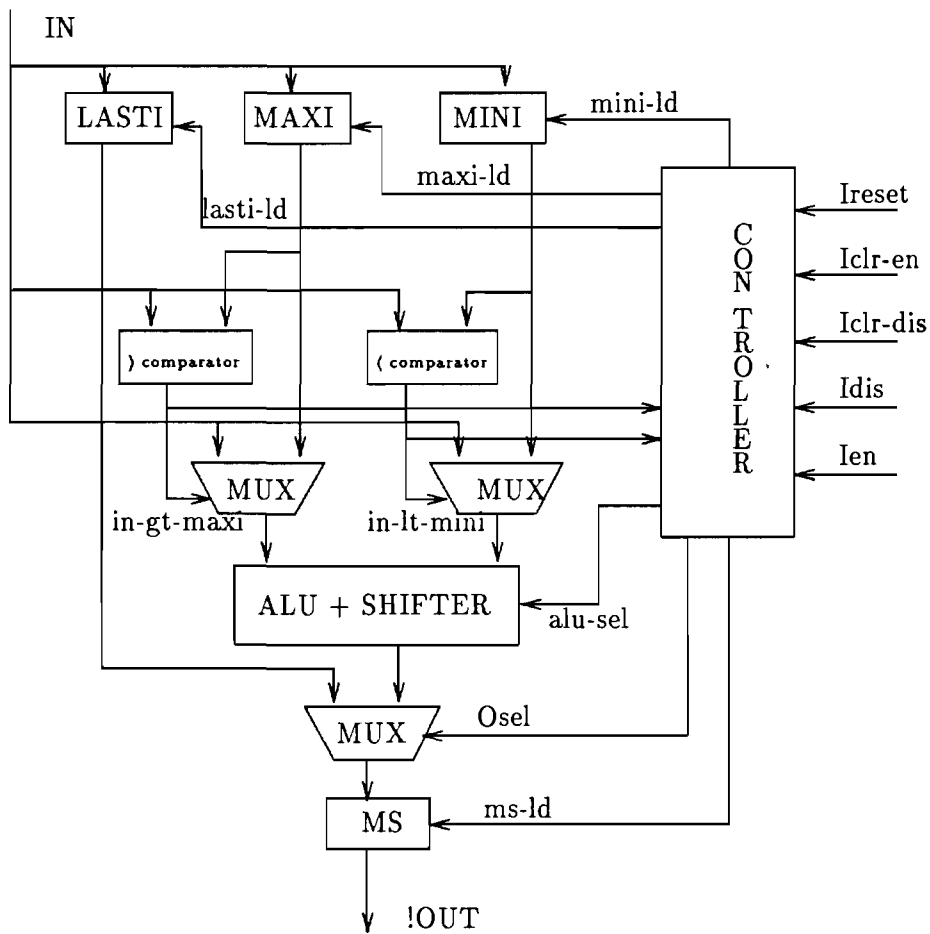 IN
LASTI
MAXI
MINI
mini-ld
maxi-ld
lasti-ld
Ireset
Iclr-en
Iclr-dis
Idis
Ien
CONTROLLER
⟩ comparator
⟨ comparator
MUX
MUX
in-gt-maxi
in-lt-mini
ALU + SHIFTER
alu-sel
MUX
Osel
MS
ms-ld
!OUT